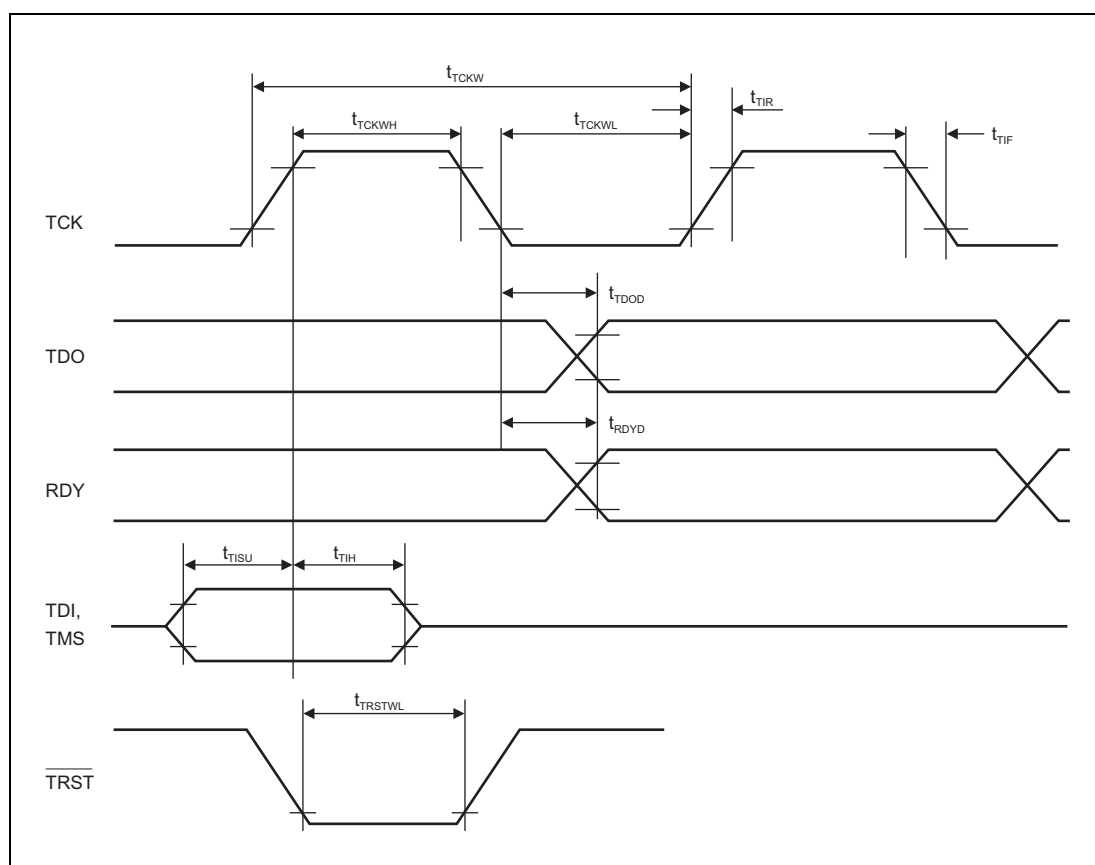 tTCKW
tTIR
tTCKWH
tTCKWL
tTIF
TCK
tTDOD
TDO
tRDYD
RDY
tTISU
tTIH
TDI,
TMS
tTRSTWL
TRST